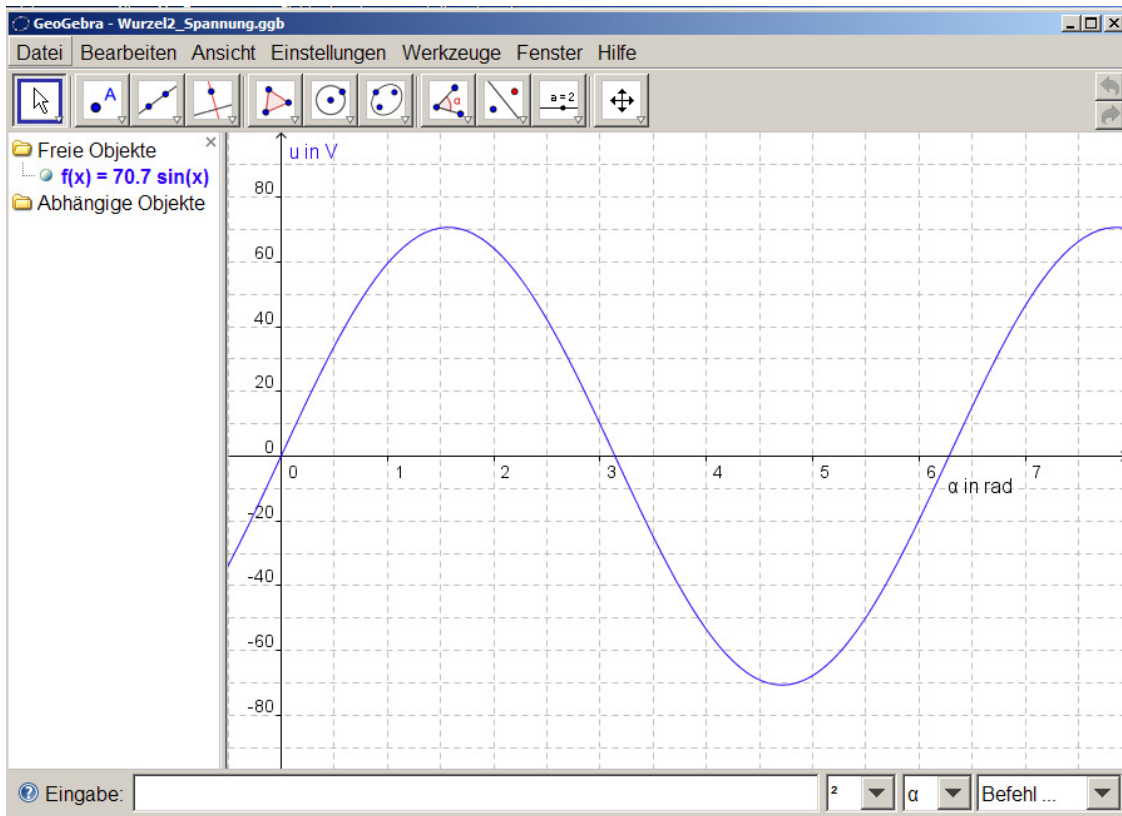 GeoGebra - Wurzel2_Spannung.ggb
Datei Bearbeiten Ansicht Einstellungen Werkzeuge Fenster Hilfe
A
α
a = 2
Freie Objekte
f(x) = 70.7 sin(x)
Abhängige Objekte
u in V
80
60
40
20
0
-20
-40
-60
-80
0 1 2 3 4 5 6 7
α in rad
Eingabe: ² α Befehl ...